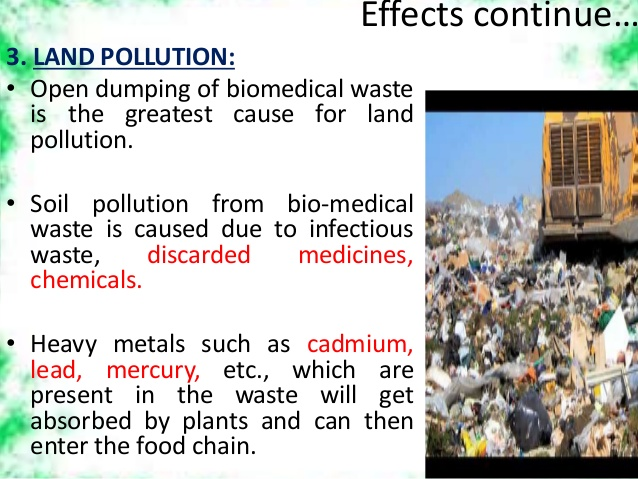 Effects continue…
3. LAND POLLUTION:
• Open dumping of biomedical waste
is the greatest cause for land
pollution.
• Soil pollution from bio-medical
waste is caused due to infectious
waste, discarded medicines,
chemicals.
• Heavy metals such as cadmium,
lead, mercury, etc., which are
present in the waste will get
absorbed by plants and can then
enter the food chain.